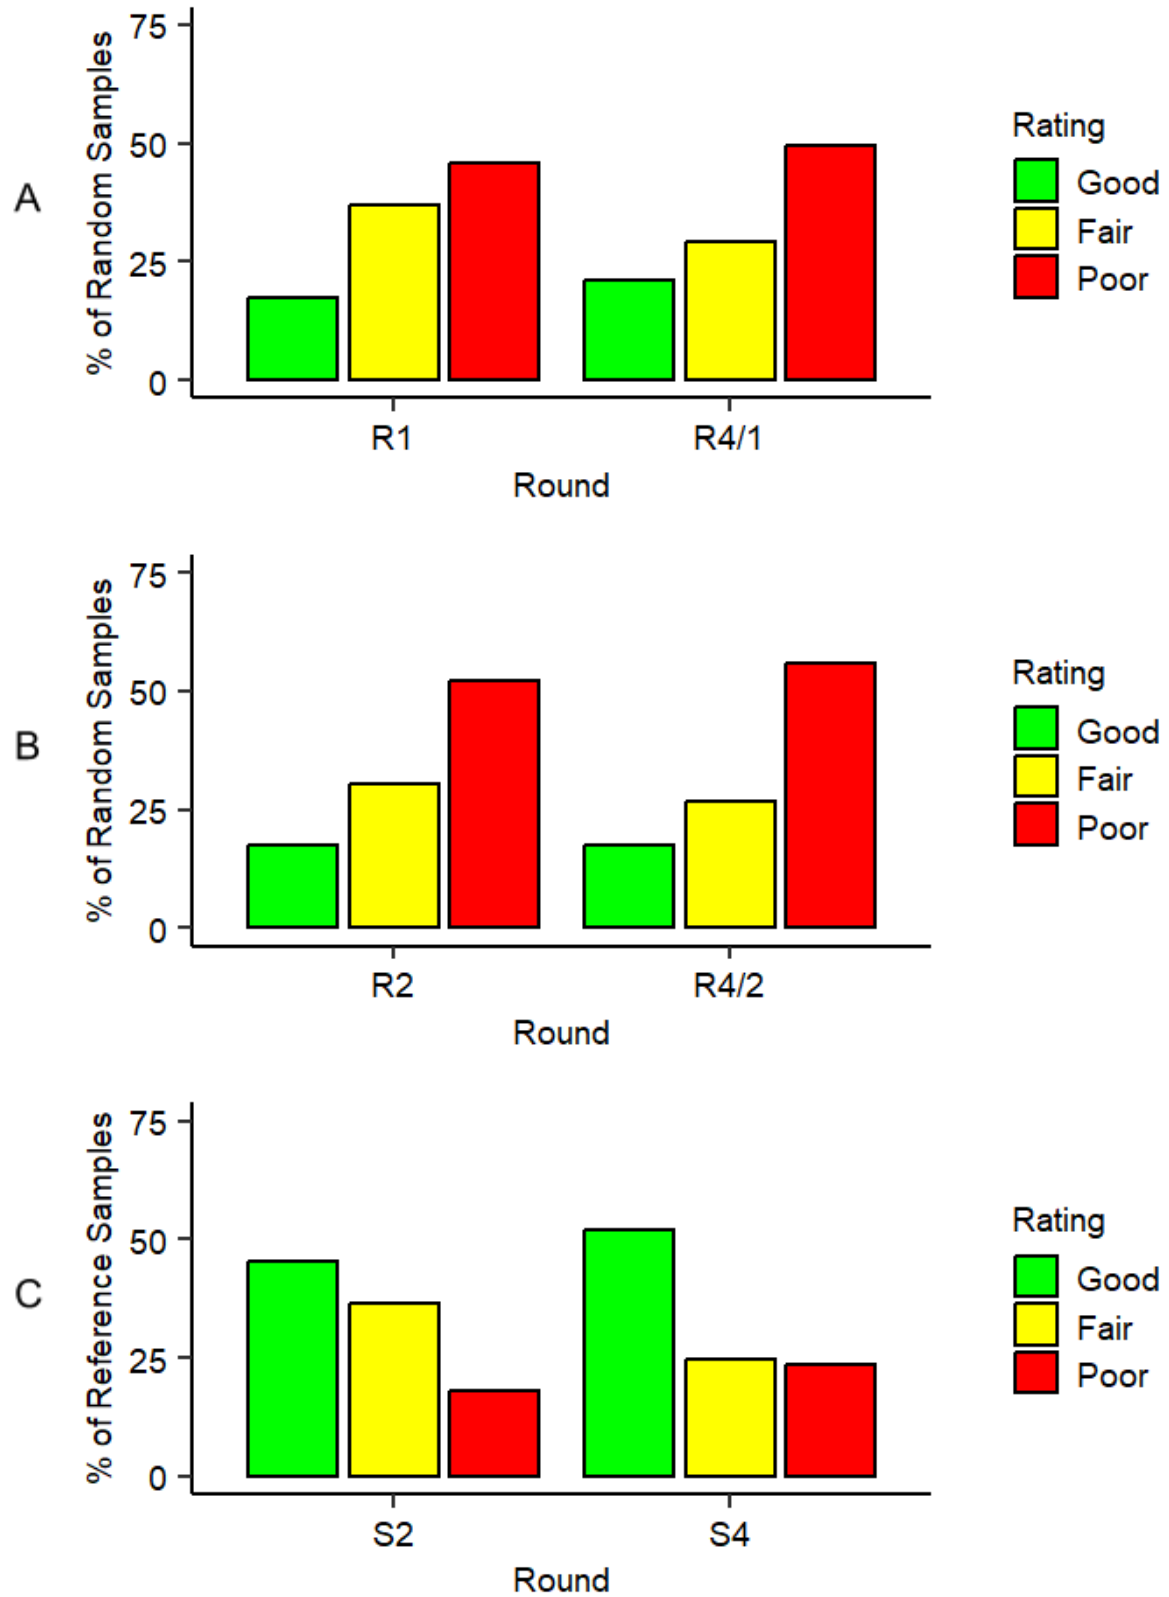 A
% of Random Samples
75
50
25
0
R1 R4/1
Round
Rating
Good
Fair
Poor
B
% of Random Samples
75
50
25
0
R2 R4/2
Round
Rating
Good
Fair
Poor
C
% of Reference Samples
75
50
25
0
S2 S4
Round
Rating
Good
Fair
Poor